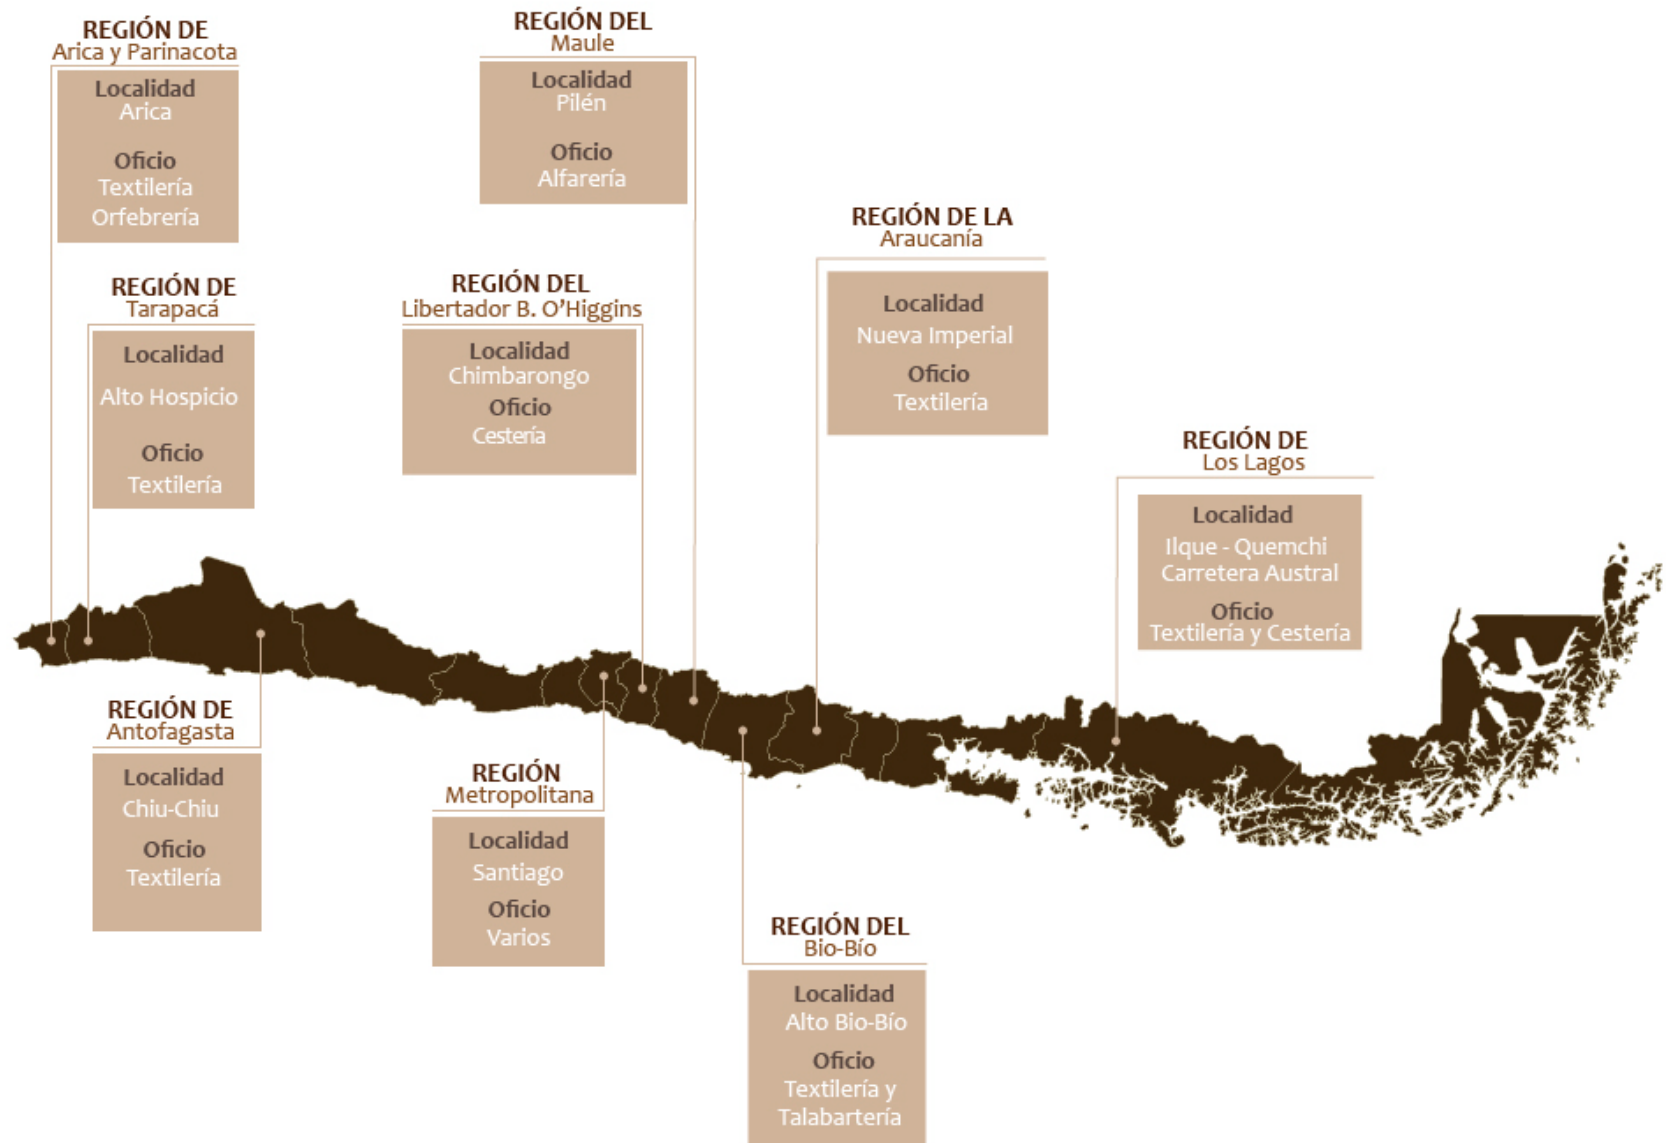 REGIÓN DE
Arica y Parinacota
Localidad
Arica
Oficio
Textilería
Orfebrería
REGIÓN DEL
Maule
Localidad
Pilén
Oficio
Alfarería
REGIÓN DE LA
Araucanía
Localidad
Nueva Imperial
Oficio
Textilería
REGIÓN DE
Tarapacá
Localidad
Alto Hospicio
Oficio
Textilería
REGIÓN DEL
Libertador B. O'Higgins
Localidad
Chimbarongo
Oficio
Cestería
REGIÓN DE
Los Lagos
Localidad
Ilque - Quemchi
Carretera Austral
Oficio
Textilería y Cestería
REGIÓN DE
Antofagasta
Localidad
Chiu-Chiu
Oficio
Textilería
REGIÓN
Metropolitana
Localidad
Santiago
Oficio
Varios
REGIÓN DEL
Bio-Bío
Localidad
Alto Bio-Bío
Oficio
Textilería y
Talabartería